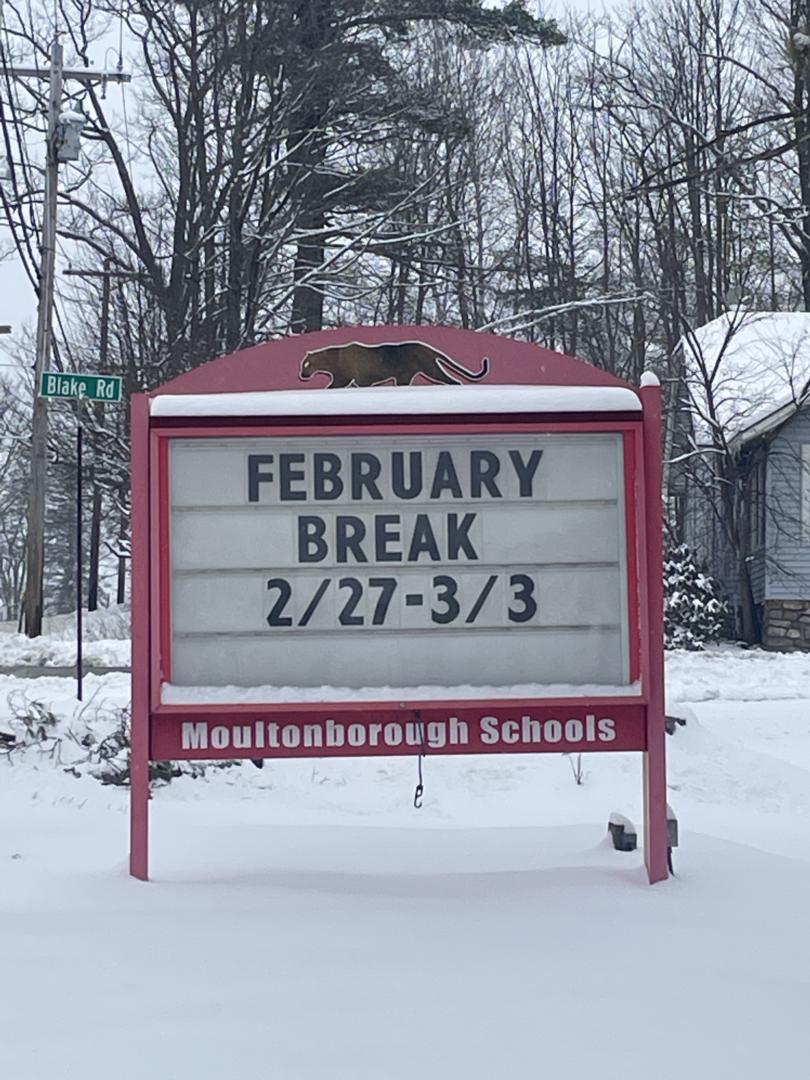 Blake Rd
FEBRUARY
BREAK
2/27-3/3
Moultonborough Schools